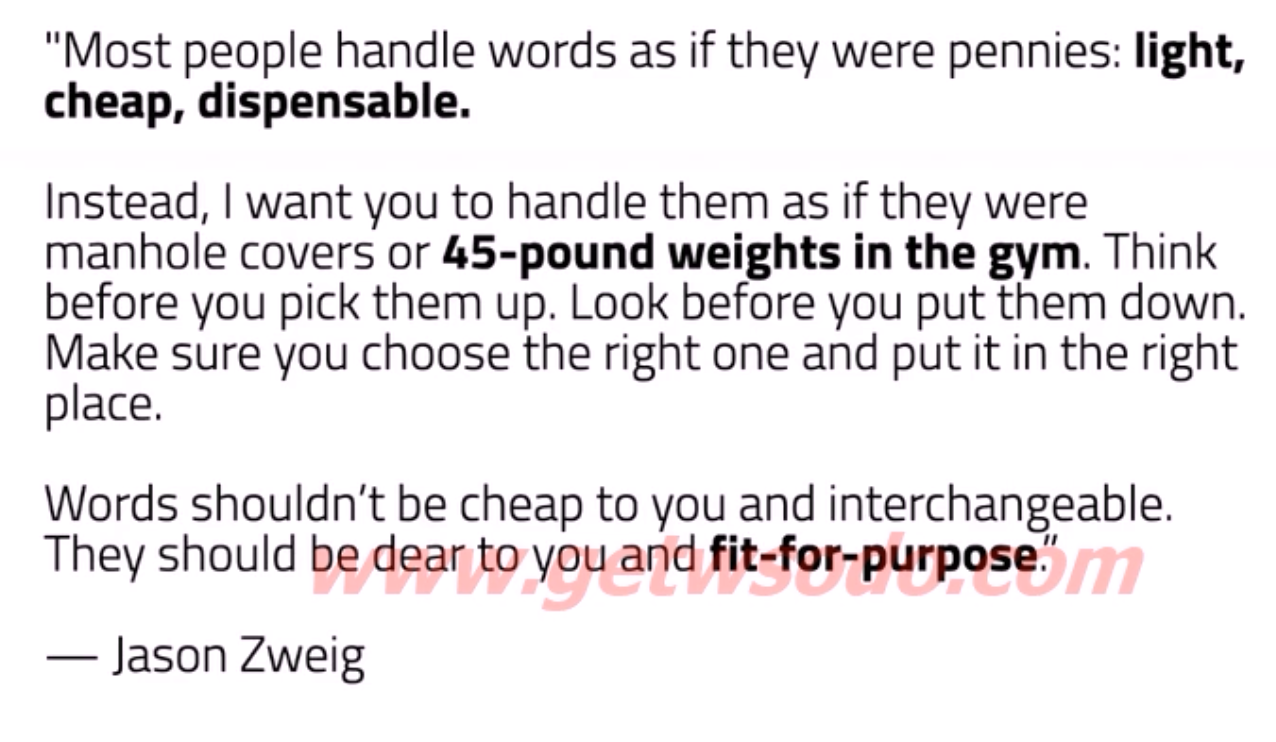 "Most people handle words as if they were pennies: light,
cheap, dispensable.
Instead, I want you to handle them as if they were
manhole covers or 45-pound weights in the gym. Think
before you pick them up. Look before you put them down.
Make sure you choose the right one and put it in the right
place.
Words shouldn’t be cheap to you and interchangeable.
They should be dear to you and fit-for-purpose.”
www.getwsodo.com
— Jason Zweig